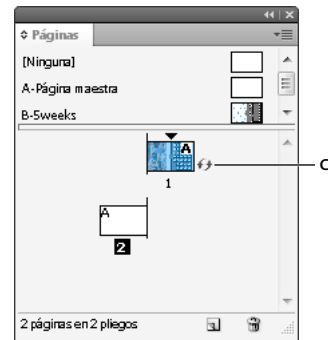 Páginas
[Ninguna]
A-Página maestra
B-5weeks
A
C
1
A
2
2 páginas en 2 pliegos